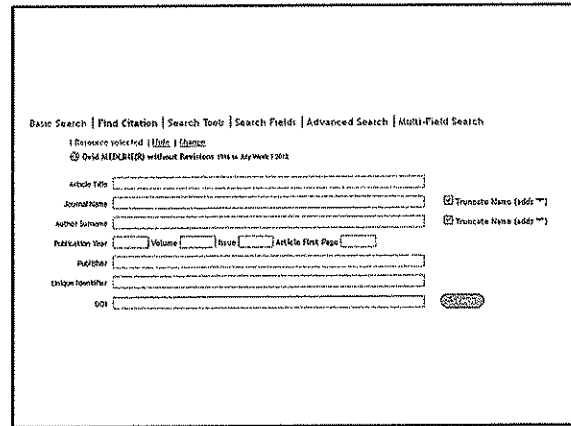 Basic Search | Find Citation | Search Tools | Search Fields | Advanced Search | Multi-Field Search
1 Resource selected | Hide | Change
Ovid MEDLINE(R) without Revisions 1996 to July Week 1 2012
Article Title
Journal Name Truncate Name (adds "*")
Author Surname Truncate Name (adds "*")
Publication Year Volume Issue Article First Page
Publisher
Unique Identifier
DOI